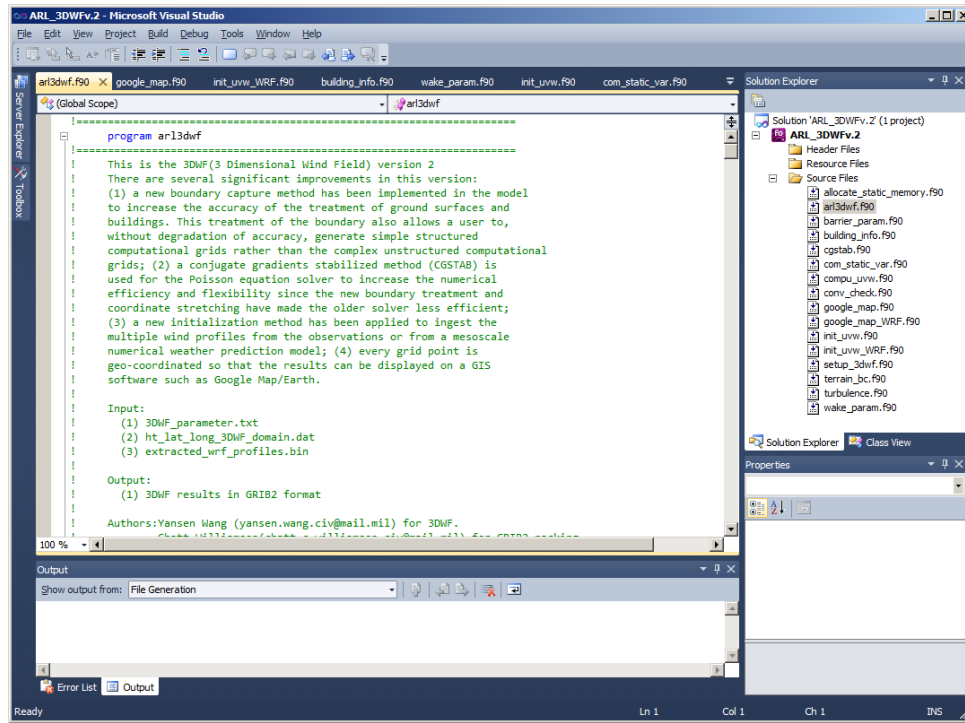 ARL_3DWFv.2 - Microsoft Visual Studio
File Edit View Project Build Debug Tools Window Help
arl3dwf.f90 google_map.f90 init_uvw_WRF.f90 building_info.f90 wake_param.f90 init_uvw.f90 com_static_var.f90
(Global Scope) arl3dwf
Server Explorer
Toolbox
!==================================================================
program arl3dwf
!==================================================================
! This is the 3DWF(3 Dimensional Wind Field) version 2
! There are several significant improvements in this version:
! (1) a new boundary capture method has been implemented in the model
! to increase the accuracy of the treatment of ground surfaces and
! buildings. This treatment of the boundary also allows a user to,
! without degradation of accuracy, generate simple structured
! computational grids rather than the complex unstructured computational
! grids; (2) a conjugate gradients stabilized method (CGSTAB) is
! used for the Poisson equation solver to increase the numerical
! efficiency and flexibility since the new boundary treatment and
! coordinate stretching have made the older solver less efficient;
! (3) a new initialization method has been applied to ingest the
! multiple wind profiles from the observations or from a mesoscale
! numerical weather prediction model; (4) every grid point is
! geo-coordinated so that the results can be displayed on a GIS
! software such as Google Map/Earth.
!
! Input:
! (1) 3DWF_parameter.txt
! (2) ht_lat_long_3DWF_domain.dat
! (3) extracted_wrf_profiles.bin
!
! Output:
! (1) 3DWF results in GRIB2 format
!
! Authors:Yansen Wang (yansen.wang.civ@mail.mil) for 3DWF.
100 %
Output
Show output from: File Generation
Error List Output
Solution Explorer
Solution 'ARL_3DWFv.2' (1 project)
ARL_3DWFv.2
Header Files
Resource Files
Source Files
allocate_static_memory.f90
arl3dwf.f90
barrier_param.f90
building_info.f90
cgstab.f90
com_static_var.f90
compu_uvw.f90
conv_check.f90
google_map.f90
google_map_WRF.f90
init_uvw.f90
init_uvw_WRF.f90
setup_3dwf.f90
terrain_bc.f90
turbulence.f90
wake_param.f90
Solution Explorer Class View
Properties
Ready Ln 1 Col 1 Ch 1 INS